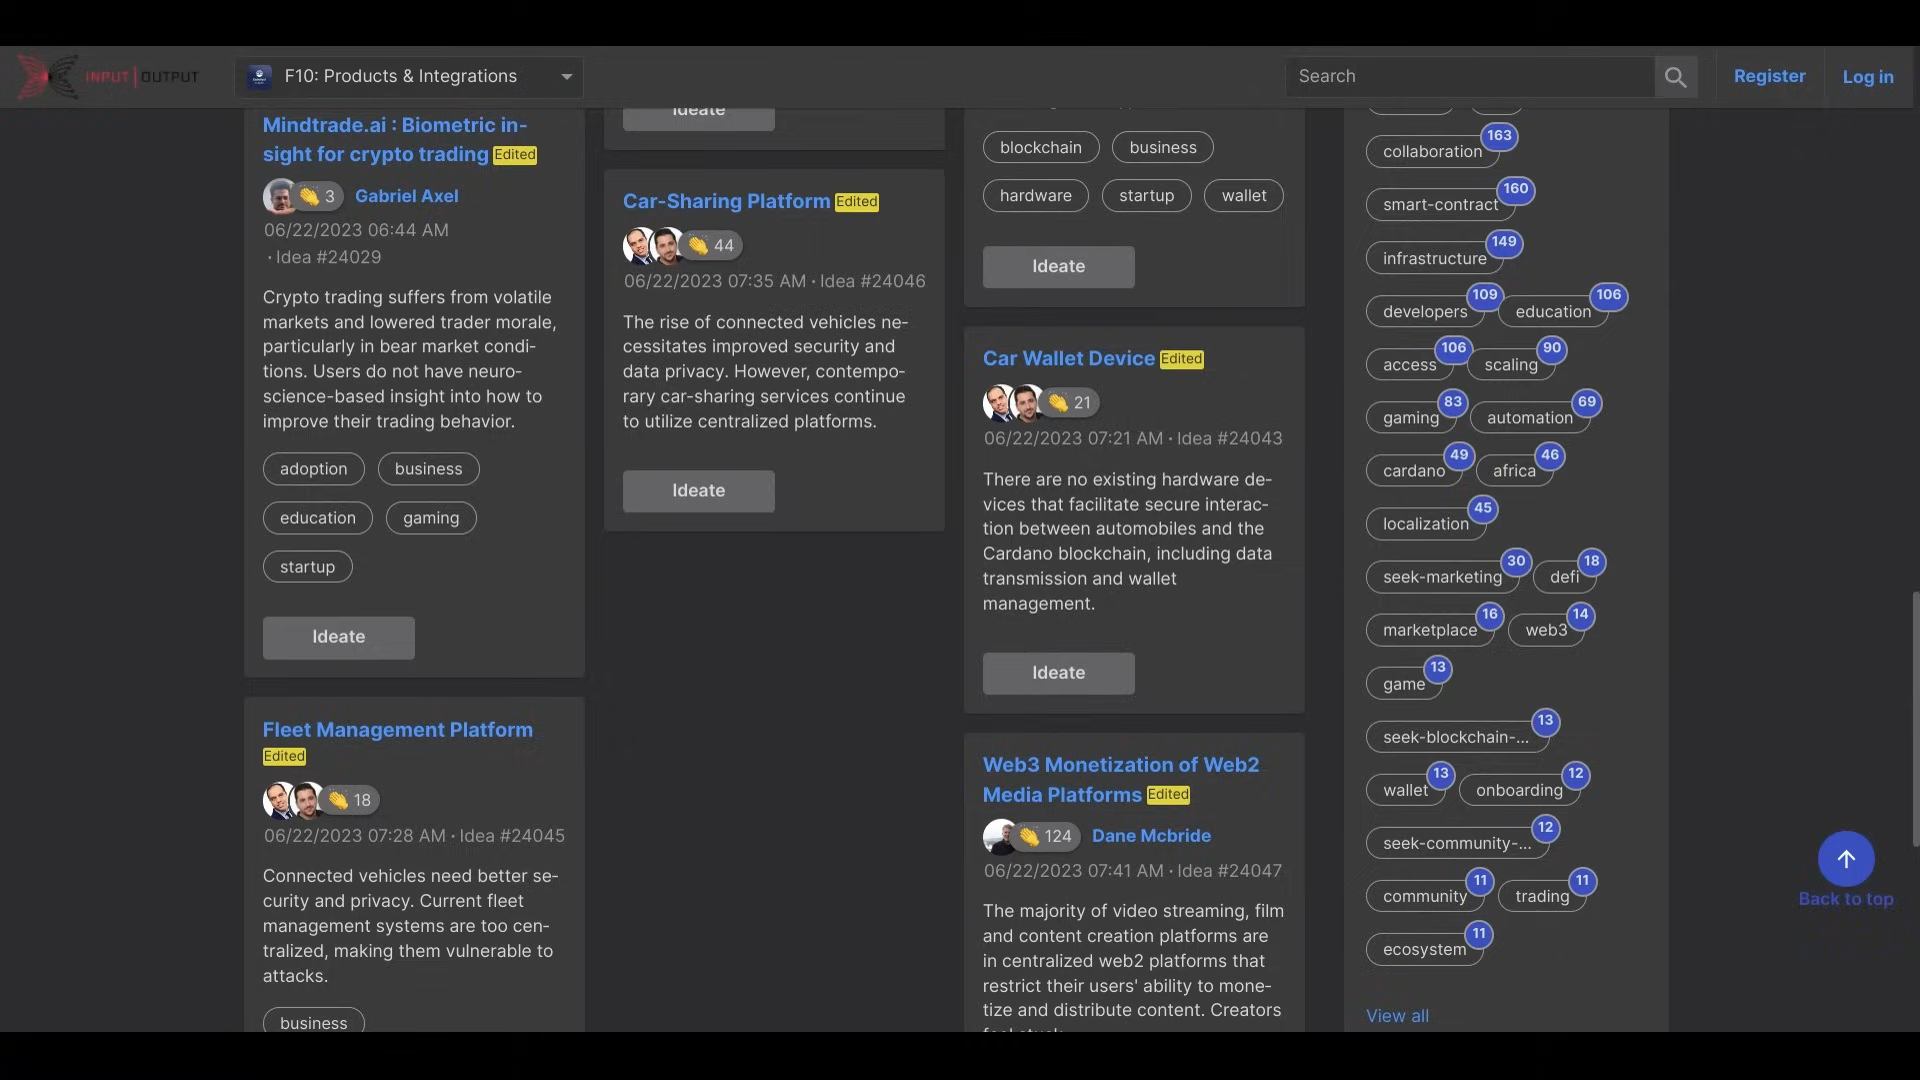 INPUT | OUTPUT
F10: Products & Integrations
Search
Register
Log in
Mindtrade.ai : Biometric in-
sight for crypto trading Edited
3 Gabriel Axel
06/22/2023 06:44 AM
· Idea #24029
Crypto trading suffers from volatile
markets and lowered trader morale,
particularly in bear market condi-
tions. Users do not have neuro-
science-based insight into how to
improve their trading behavior.
adoption business
education gaming
startup
Ideate
Fleet Management Platform
Edited
18
06/22/2023 07:28 AM · Idea #24045
Connected vehicles need better se-
curity and privacy. Current fleet
management systems are too cen-
tralized, making them vulnerable to
attacks.
business
Ideate
Car-Sharing Platform Edited
44
06/22/2023 07:35 AM · Idea #24046
The rise of connected vehicles ne-
cessitates improved security and
data privacy. However, contempo-
rary car-sharing services continue
to utilize centralized platforms.
Ideate
blockchain business
hardware startup wallet
Ideate
Car Wallet Device Edited
21
06/22/2023 07:21 AM · Idea #24043
There are no existing hardware de-
vices that facilitate secure interac-
tion between automobiles and the
Cardano blockchain, including data
transmission and wallet
management.
Ideate
Web3 Monetization of Web2
Media Platforms Edited
124 Dane Mcbride
06/22/2023 07:41 AM · Idea #24047
The majority of video streaming, film
and content creation platforms are
in centralized web2 platforms that
restrict their users' ability to mone-
tize and distribute content. Creators
collaboration 163
smart-contract 160
infrastructure 149
developers 109 education 106
access 106 scaling 90
gaming 83 automation 69
cardano 49 africa 46
localization 45
seek-marketing 30 defi 18
marketplace 16 web3 14
game 13
seek-blockchain-... 13
wallet 13 onboarding 12
seek-community-... 12
community 11 trading 11
ecosystem 11
View all
Back to top